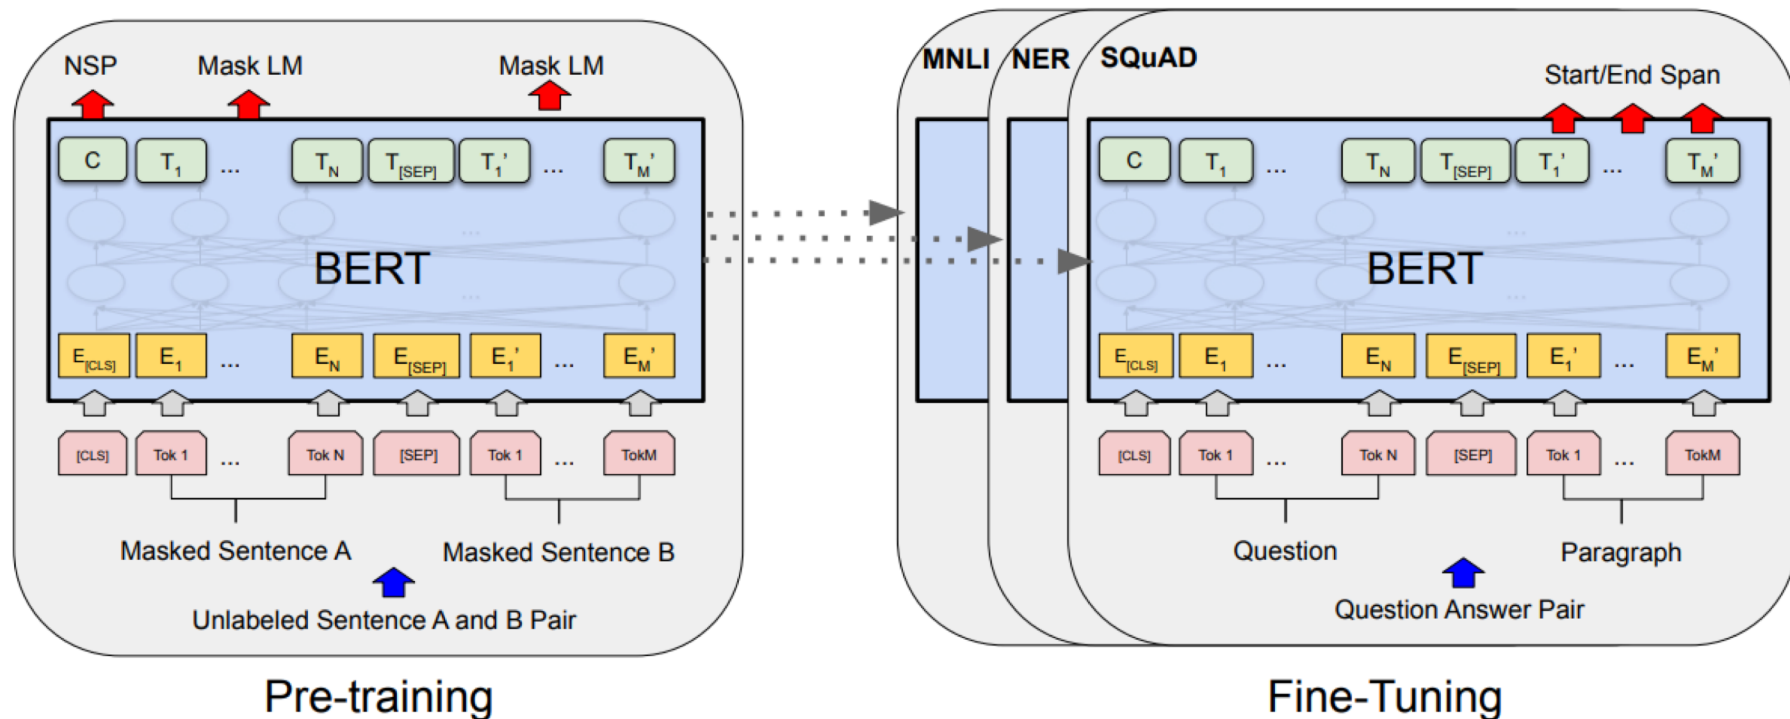 NSP Mask LM Mask LM
C T1 ... TN T[SEP] T1' ... TM'
...
BERT
...
E[CLS] E1 ... EN E[SEP] E1' ... EM'
[CLS] Tok 1 ... Tok N [SEP] Tok 1 ... TokM
Masked Sentence A Masked Sentence B
Unlabeled Sentence A and B Pair
Pre-training
MNLI NER SQuAD
Start/End Span
C T1 ... TN T[SEP] T1' ... TM'
...
BERT
...
E[CLS] E1 ... EN E[SEP] E1' ... EM'
[CLS] Tok 1 ... Tok N [SEP] Tok 1 ... TokM
Question Paragraph
Question Answer Pair
Fine-Tuning